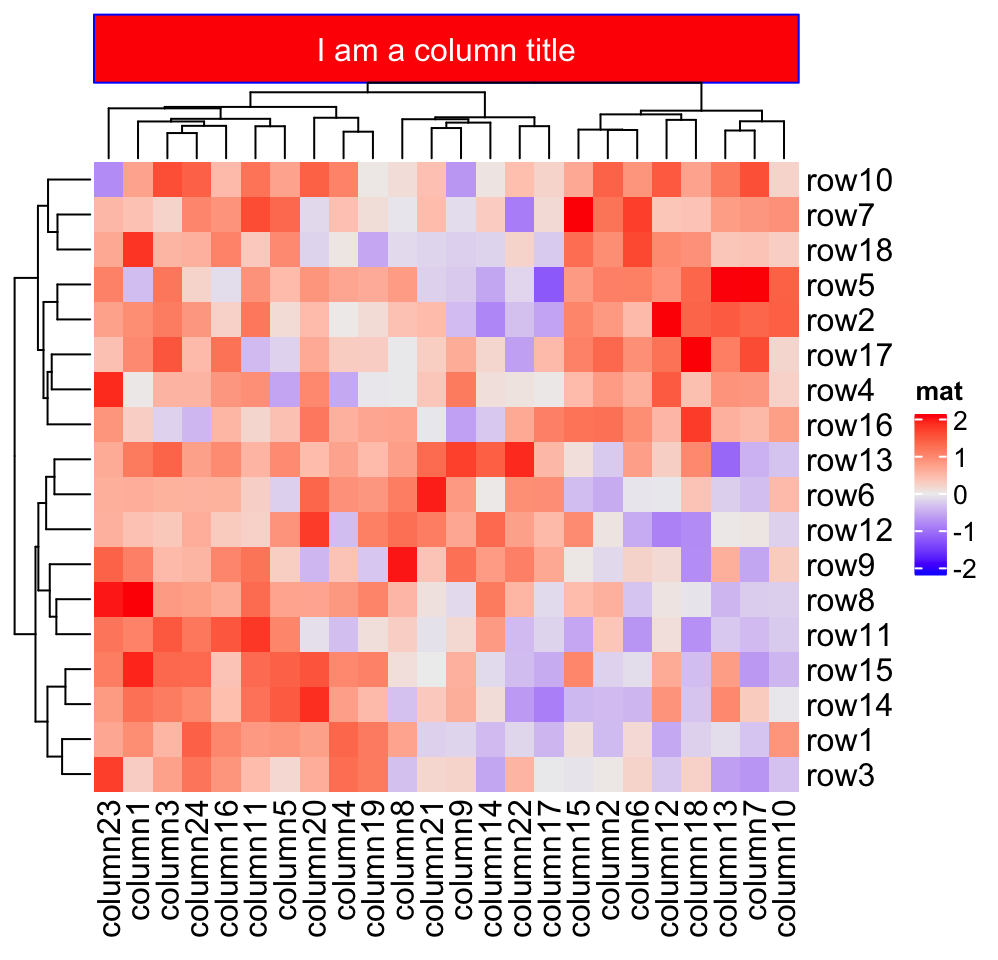 I am a column title
row10
row7
row18
row5
row2
row17
row4
row16
row13
row6
row12
row9
row8
row11
row15
row14
row1
row3
mat
2
1
0
-1
-2
column23
column1
column3
column24
column16
column11
column5
column20
column4
column19
column8
column21
column9
column14
column22
column17
column15
column2
column6
column12
column18
column13
column7
column10